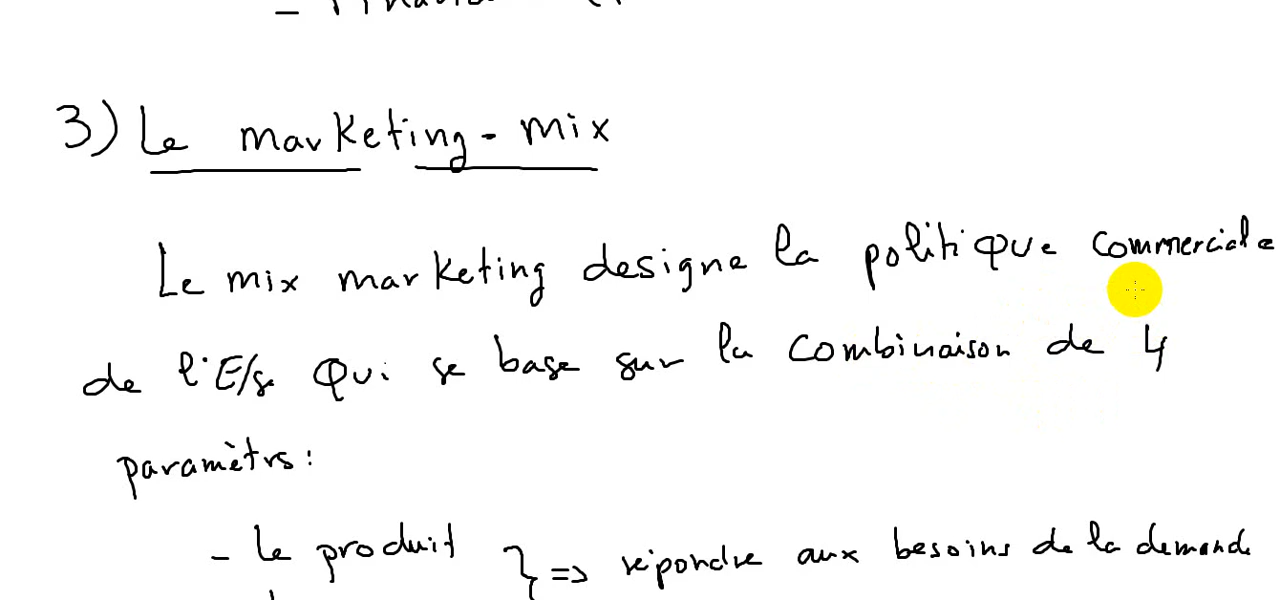 3) Le marketing-mix
Le mix marketing designe la politique commerciale
de l'E/se qui se base sur la combinaison de 4
paramètrs:
- le produit } => répondre aux besoins de la demande